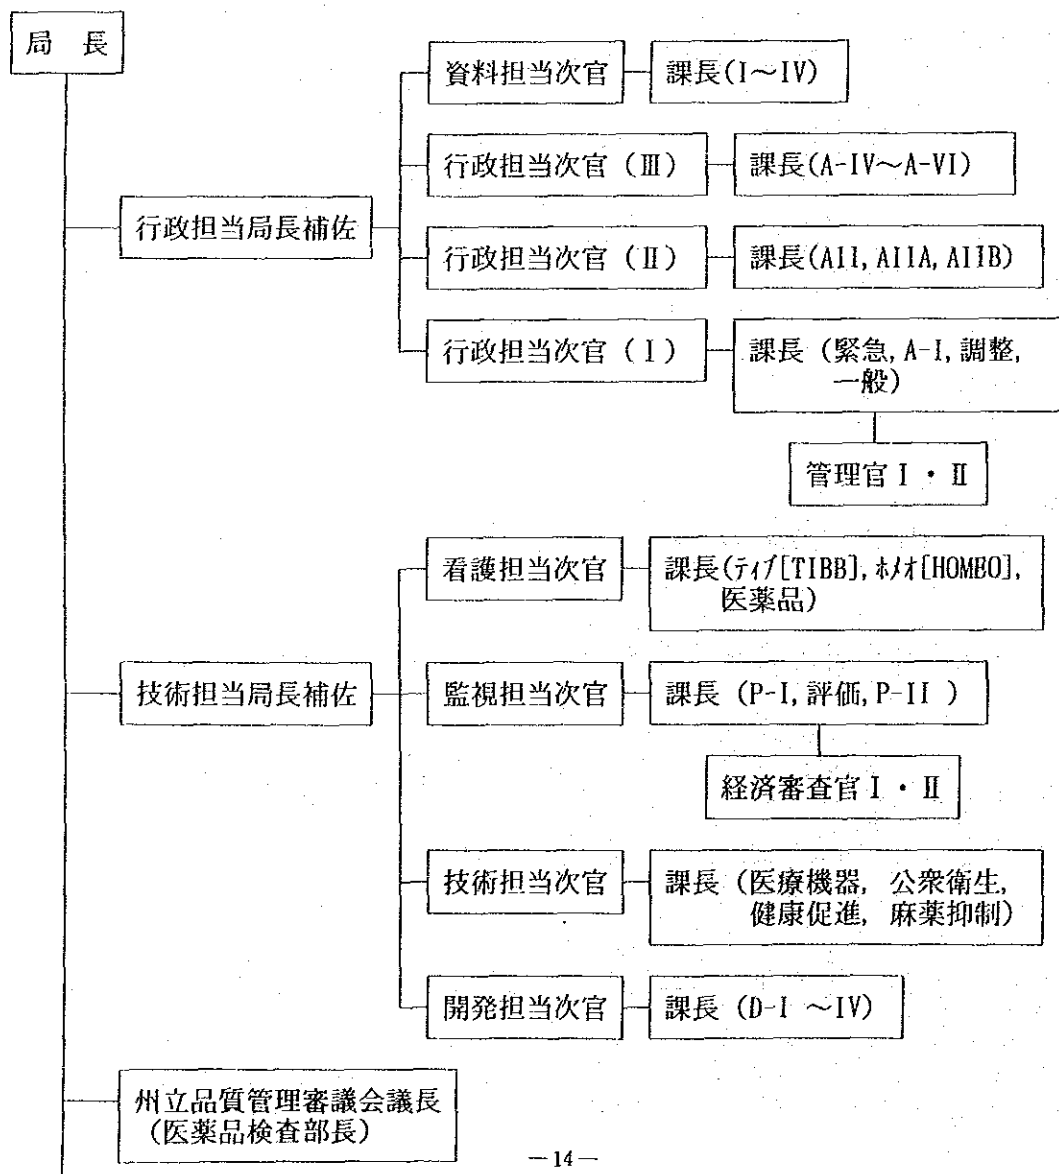 局 長
資料担当次官
課長(I~IV)
行政担当次官(Ⅲ)
課長(A-IV~A-VI)
行政担当局長補佐
行政担当次官(Ⅱ)
課長(AII, AIIA, AIIB)
行政担当次官(Ⅰ)
課長(緊急, A-I, 調整,
一般)
管理官Ⅰ・Ⅱ
看護担当次官
課長(ティブ[TIBB], ホメオ[HOMEO],
医薬品)
技術担当局長補佐
監視担当次官
課長(P-I, 評価, P-II )
経済審査官Ⅰ・Ⅱ
技術担当次官
課長(医療機器, 公衆衛生,
健康促進, 麻薬抑制)
開発担当次官
課長(D-I ~IV)
州立品質管理審議会議長
(医薬品検査部長)
—14—